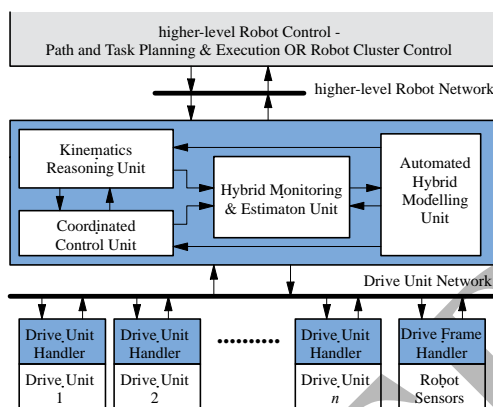 higher-level Robot Control -
Path and Task Planning & Execution OR Robot Cluster Control
higher-level Robot Network
Kinematics
Reasoning Unit
Hybrid Monitoring
& Estimaton Unit
Automated
Hybrid
Modelling
Unit
Coordinated
Control Unit
Drive Unit Network
Drive Unit
Handler
Drive Unit
1
Drive Unit
Handler
Drive Unit
2
Drive Unit
Handler
Drive Unit
n
Drive Frame
Handler
Robot
Sensors